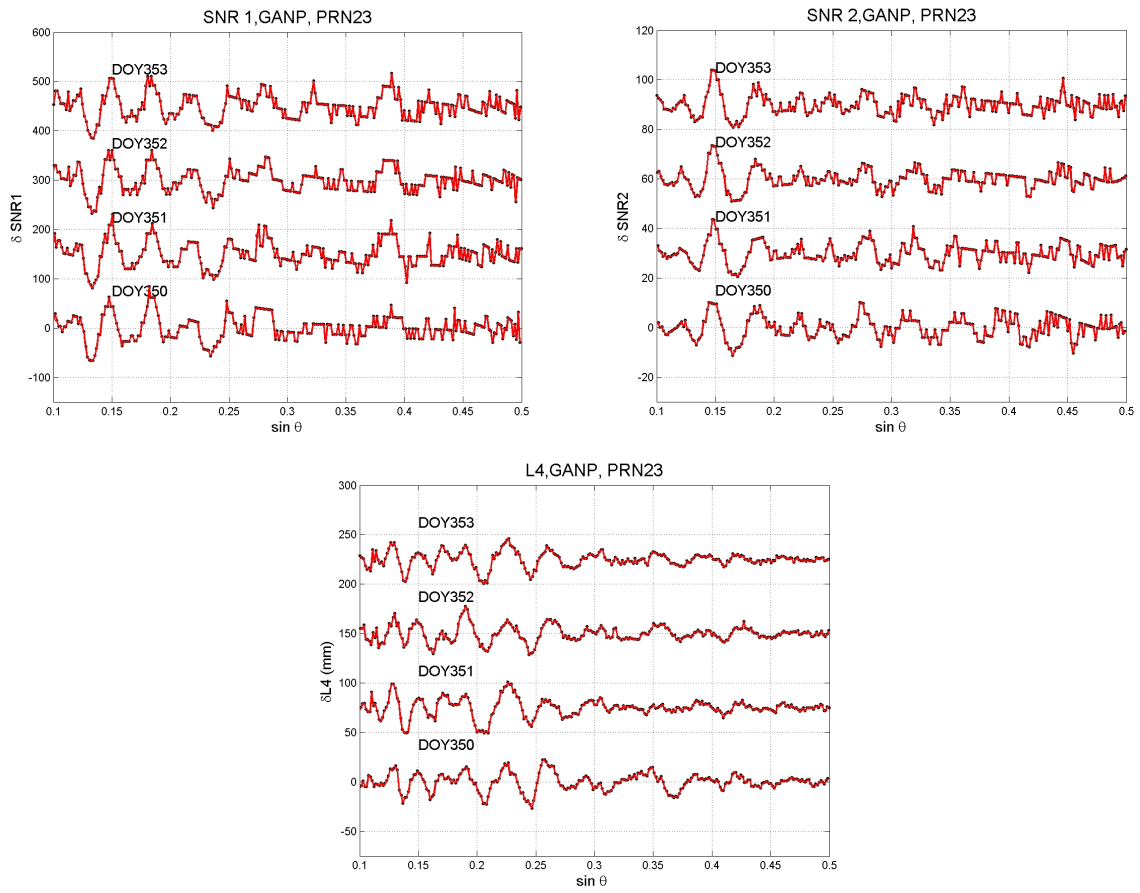 SNR 1,GANP, PRN23
600
500
400
300
200
100
0
-100
δ SNR1
DOY353
DOY352
DOY351
DOY350
0.1 0.15 0.2 0.25 0.3 0.35 0.4 0.45 0.5
sin θ
SNR 2,GANP, PRN23
120
100
80
60
40
20
0
-20
δ SNR2
DOY353
DOY352
DOY351
DOY350
0.1 0.15 0.2 0.25 0.3 0.35 0.4 0.45 0.5
sin θ
L4,GANP, PRN23
300
250
200
150
100
50
0
-50
δL4 (mm)
DOY353
DOY352
DOY351
DOY350
0.1 0.15 0.2 0.25 0.3 0.35 0.4 0.45 0.5
sin θ